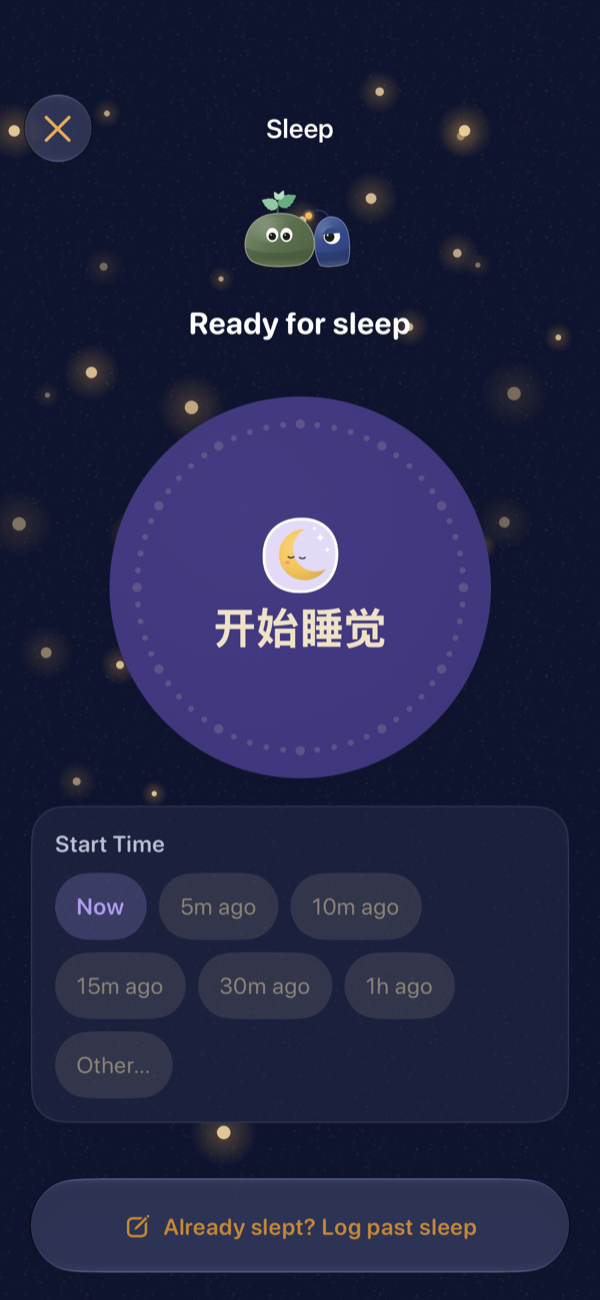 Sleep
Ready for sleep
开始睡觉
Start Time
Now
5m ago
10m ago
15m ago
30m ago
1h ago
Other...
Already slept? Log past sleep